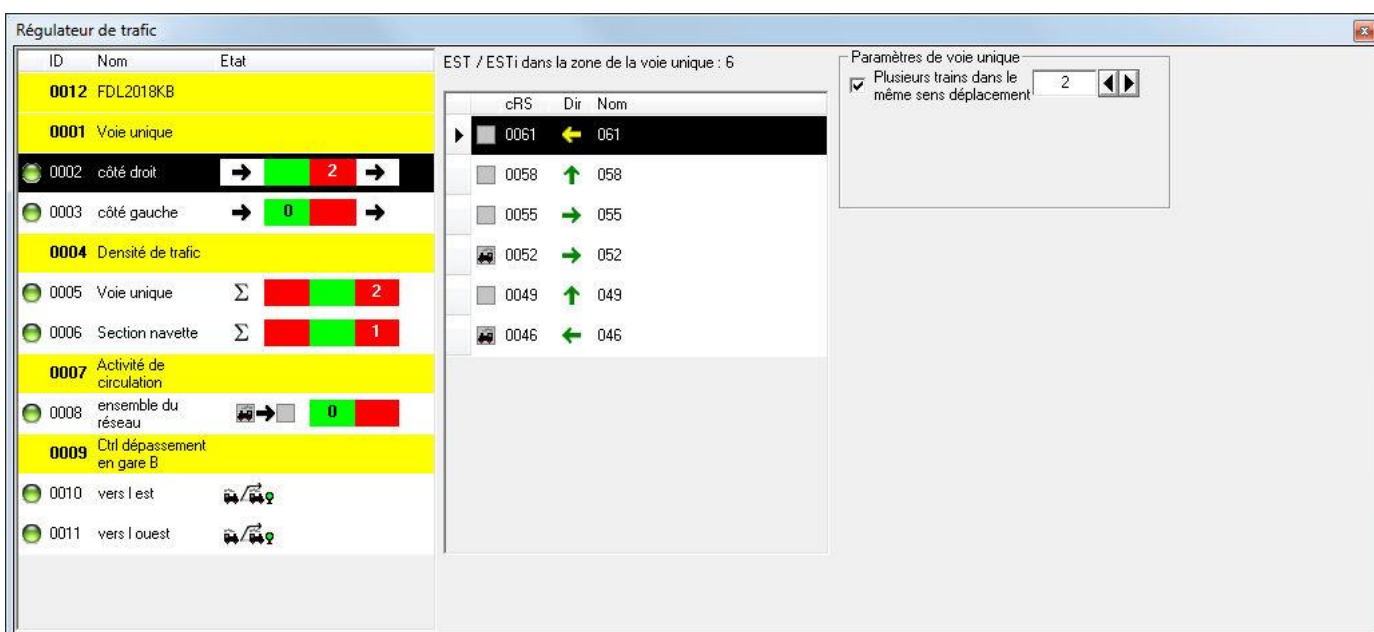 Régulateur de trafic
ID Nom Etat
0012 FDL2018KB
0001 Voie unique
0002 côté droit 2
0003 côté gauche 0
0004 Densité de trafic
0005 Voie unique Σ 2
0006 Section navette Σ 1
0007 Activité de
circulation
0008 ensemble du
réseau 0
0009 Ctrl dépassement
en gare B
0010 vers l est
0011 vers l ouest
EST / ESTi dans la zone de la voie unique : 6
cRS Dir Nom
0061 061
0058 058
0055 055
0052 052
0049 049
0046 046
Paramètres de voie unique
Plusieurs trains dans le
même sens déplacement 2